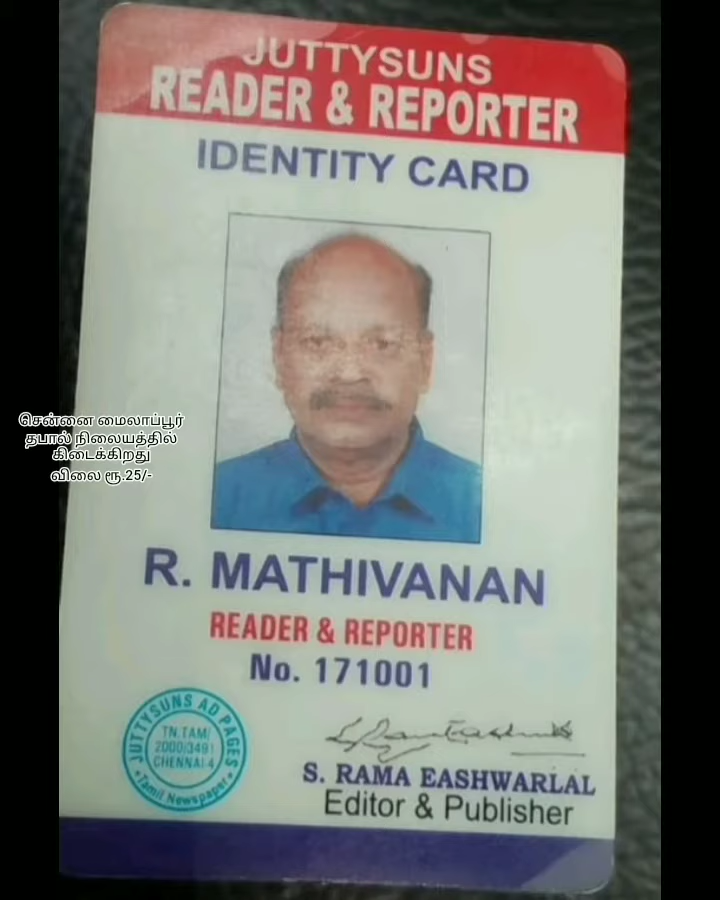 JUTTYSUNS
READER & REPORTER
IDENTITY CARD
சென்னை மைலாப்பூர்
தபால் நிலையத்தில்
கிடைக்கிறது
விலை ரூ.25/-
R. MATHIVANAN
READER & REPORTER
No. 171001
JUTTYSUNS AD PAGES
TN.TAM/
2000/3491
CHENNAI 4
Tamil Newspaper
S. RAMA EASHWARLAL
Editor & Publisher